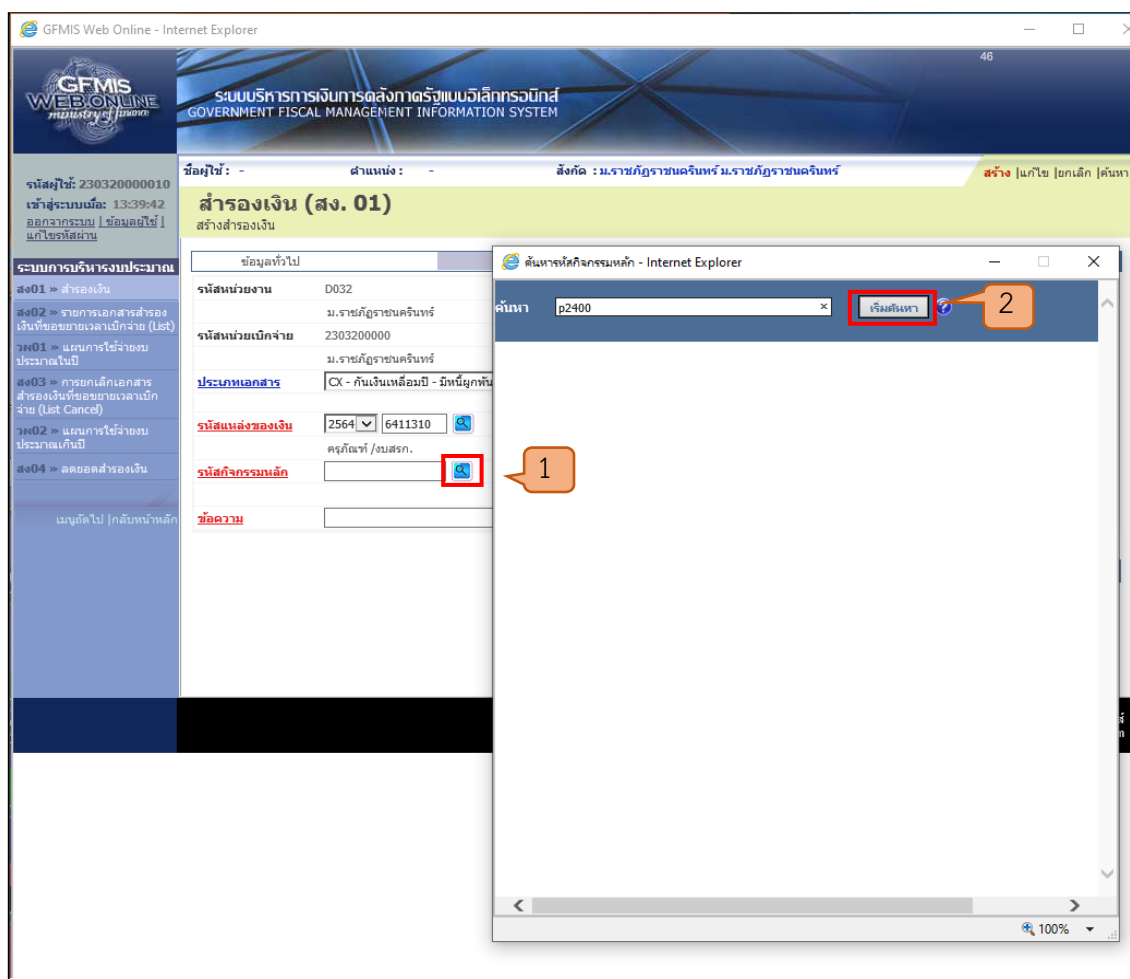 GFMIS Web Online - Internet Explorer
46
GFMIS
WEB ONLINE
ministry of finance
ระบบบริหารการเงินการคลังภาครัฐแบบอิเล็กทรอนิกส์
GOVERNMENT FISCAL MANAGEMENT INFORMATION SYSTEM
รหัสผู้ใช้: 230320000010
เข้าสู่ระบบเมื่อ: 13:39:42
ออกจากระบบ | ข้อมูลผู้ใช้ |
แก้ไขรหัสผ่าน
ชื่อผู้ใช้ : - ตำแหน่ง : - สังกัด : ม.ราชภัฏราชนครินทร์ ม.ราชภัฏราชนครินทร์
สร้าง |แก้ไข |ยกเลิก |ค้นหา
สำรองเงิน (สง. 01)
สร้างสำรองเงิน
ระบบการบริหารงบประมาณ
สง01 » สำรองเงิน
สง02 » รายการเอกสารสำรอง
เงินที่ขอขยายเวลาเบิกจ่าย (List)
วผ01 » แผนการใช้จ่ายงบ
ประมาณในปี
สง03 » การยกเลิกเอกสาร
สำรองเงินที่ขอขยายเวลาเบิก
จ่าย (List Cancel)
วผ02 » แผนการใช้จ่ายงบ
ประมาณเกินปี
สง04 » ลดยอดสำรองเงิน
เมนูถัดไป |กลับหน้าหลัก
ข้อมูลทั่วไป
รหัสหน่วยงาน D032
ม.ราชภัฏราชนครินทร์
รหัสหน่วยเบิกจ่าย 2303200000
ม.ราชภัฏราชนครินทร์
ประเภทเอกสาร CX - กันเงินเหลื่อมปี - มีหนี้ผูกพัน
รหัสแหล่งของเงิน 2564 6411310
ครุภัณฑ์ /งบสรก.
รหัสกิจกรรมหลัก
1
ข้อความ
ค้นหารหัสกิจกรรมหลัก - Internet Explorer
ค้นหา p2400 × เริ่มค้นหา ?
2
100%